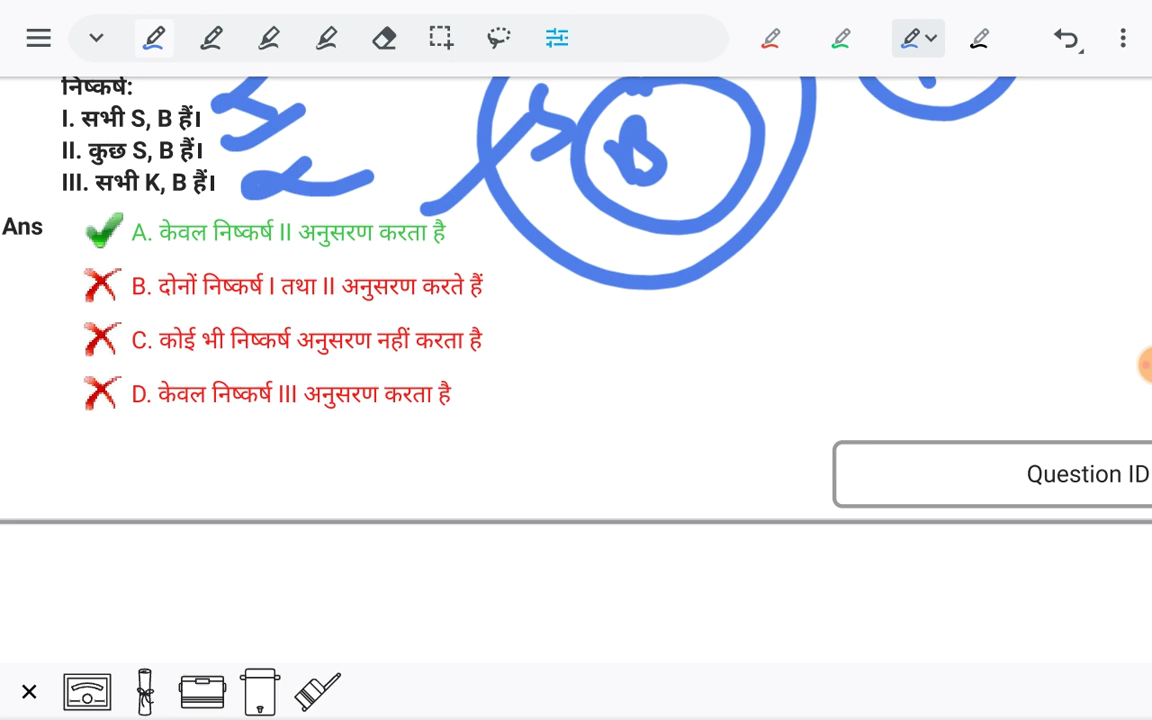 निष्कर्ष:
I. सभी S, B हैं।
II. कुछ S, B हैं।
III. सभी K, B हैं।
Ans
A. केवल निष्कर्ष II अनुसरण करता है
B. दोनों निष्कर्ष I तथा II अनुसरण करते हैं
C. कोई भी निष्कर्ष अनुसरण नहीं करता है
D. केवल निष्कर्ष III अनुसरण करता है
B
Question ID